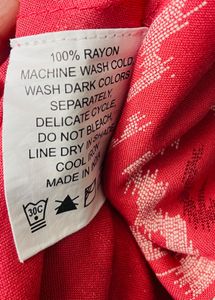 100% RAYON
MACHINE WASH COLD,
WASH DARK COLORS
SEPARATELY.
DELICATE CYCLE,
DO NOT BLEACH,
LINE DRY IN SHADE
COOL IRON
MADE IN
30C